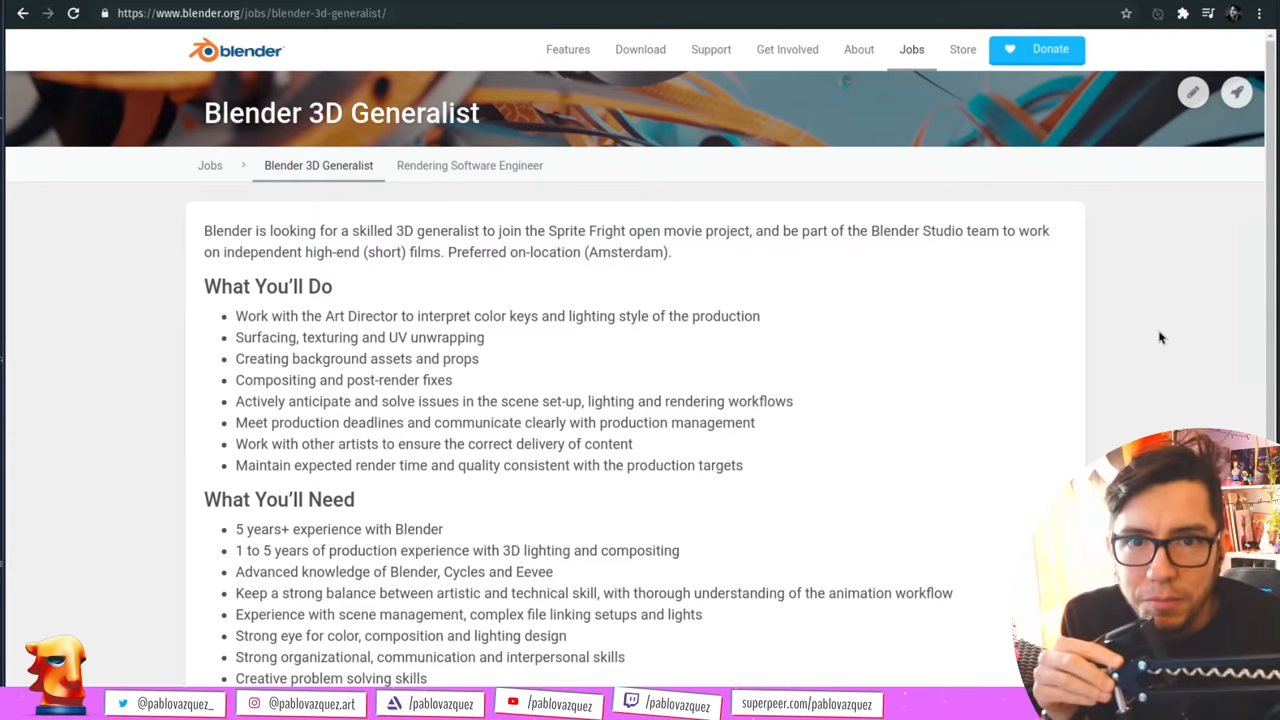 https://www.blender.org/jobs/blender-3d-generalist/
blender
Features
Download
Support
Get Involved
About
Jobs
Store
Donate
Blender 3D Generalist
Jobs
Blender 3D Generalist
Rendering Software Engineer
Blender is looking for a skilled 3D generalist to join the Sprite Fright open movie project, and be part of the Blender Studio team to work
on independent high-end (short) films. Preferred on-location (Amsterdam).
What You'll Do
Work with the Art Director to interpret color keys and lighting style of the production
Surfacing, texturing and UV unwrapping
Creating background assets and props
Compositing and post-render fixes
Actively anticipate and solve issues in the scene set-up, lighting and rendering workflows
Meet production deadlines and communicate clearly with production management
Work with other artists to ensure the correct delivery of content
Maintain expected render time and quality consistent with the production targets
What You'll Need
5 years+ experience with Blender
1 to 5 years of production experience with 3D lighting and compositing
Advanced knowledge of Blender, Cycles and Eevee
Keep a strong balance between artistic and technical skill, with thorough understanding of the animation workflow
Experience with scene management, complex file linking setups and lights
Strong eye for color, composition and lighting design
Strong organizational, communication and interpersonal skills
Creative problem solving skills
@pablovazquez_
@pablovazquez.art
/pablovazquez
/pablovazquez
/pablovazquez
superpeer.com/pablovazquez